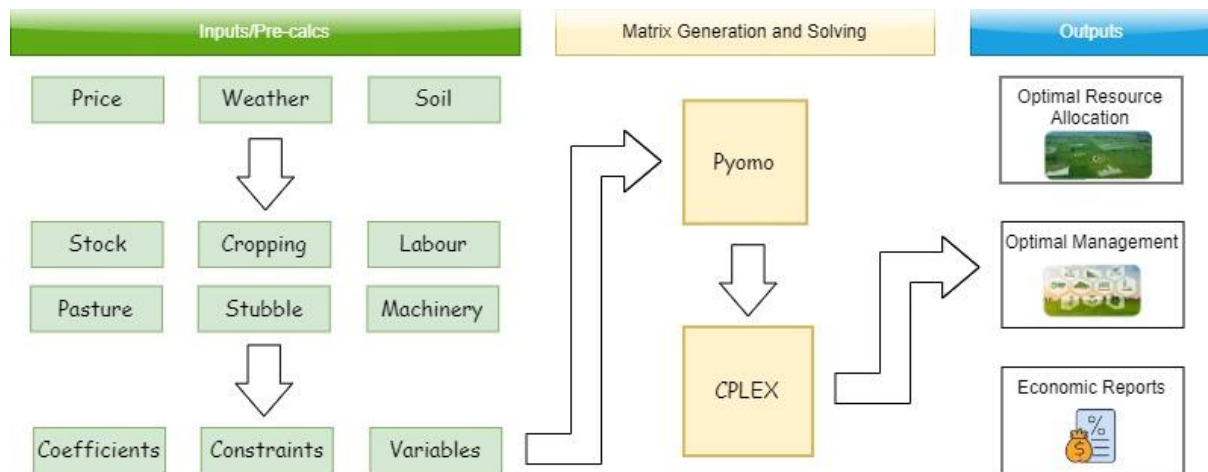 Inputs/Pre-calcs
Matrix Generation and Solving
Outputs
Price
Weather
Soil
Stock
Cropping
Labour
Pasture
Stubble
Machinery
Coefficients
Constraints
Variables
Pyomo
CPLEX
Optimal Resource
Allocation
Optimal Management
Economic Reports
%
$